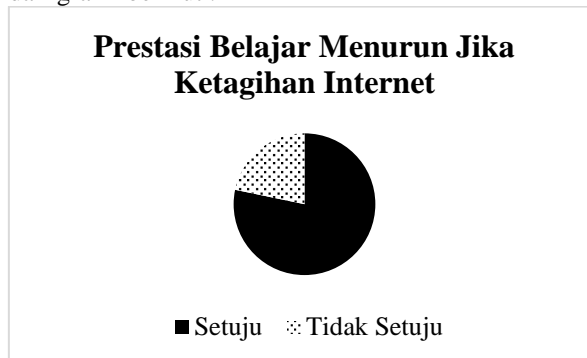 Prestasi Belajar Menurun Jika
Ketagihan Internet
Setuju Tidak Setuju